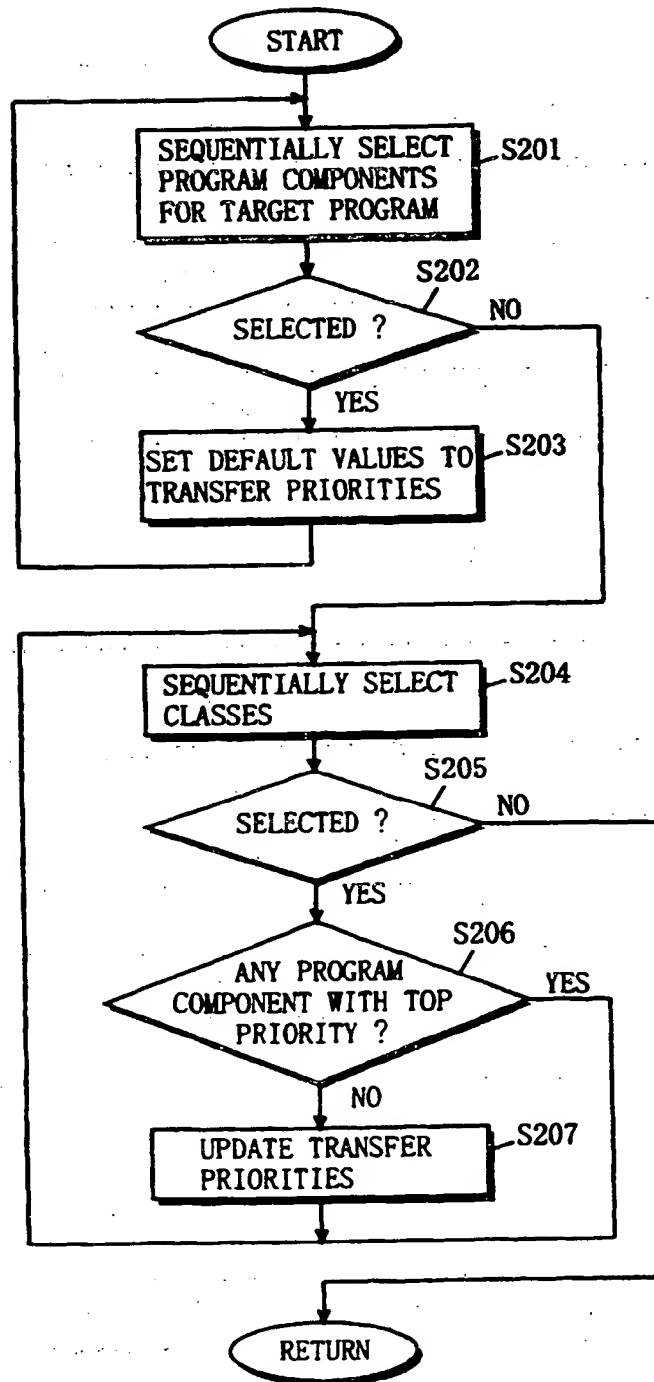 START
SEQUENTIALLY SELECT
PROGRAM COMPONENTS
FOR TARGET PROGRAM
S201
S202
SELECTED ?
NO
YES
SET DEFAULT VALUES TO
TRANSFER PRIORITIES
S203
SEQUENTIALLY SELECT
CLASSES
S204
S205
SELECTED ?
NO
YES
S206
ANY PROGRAM
COMPONENT WITH TOP
PRIORITY ?
YES
NO
UPDATE TRANSFER
PRIORITIES
S207
RETURN